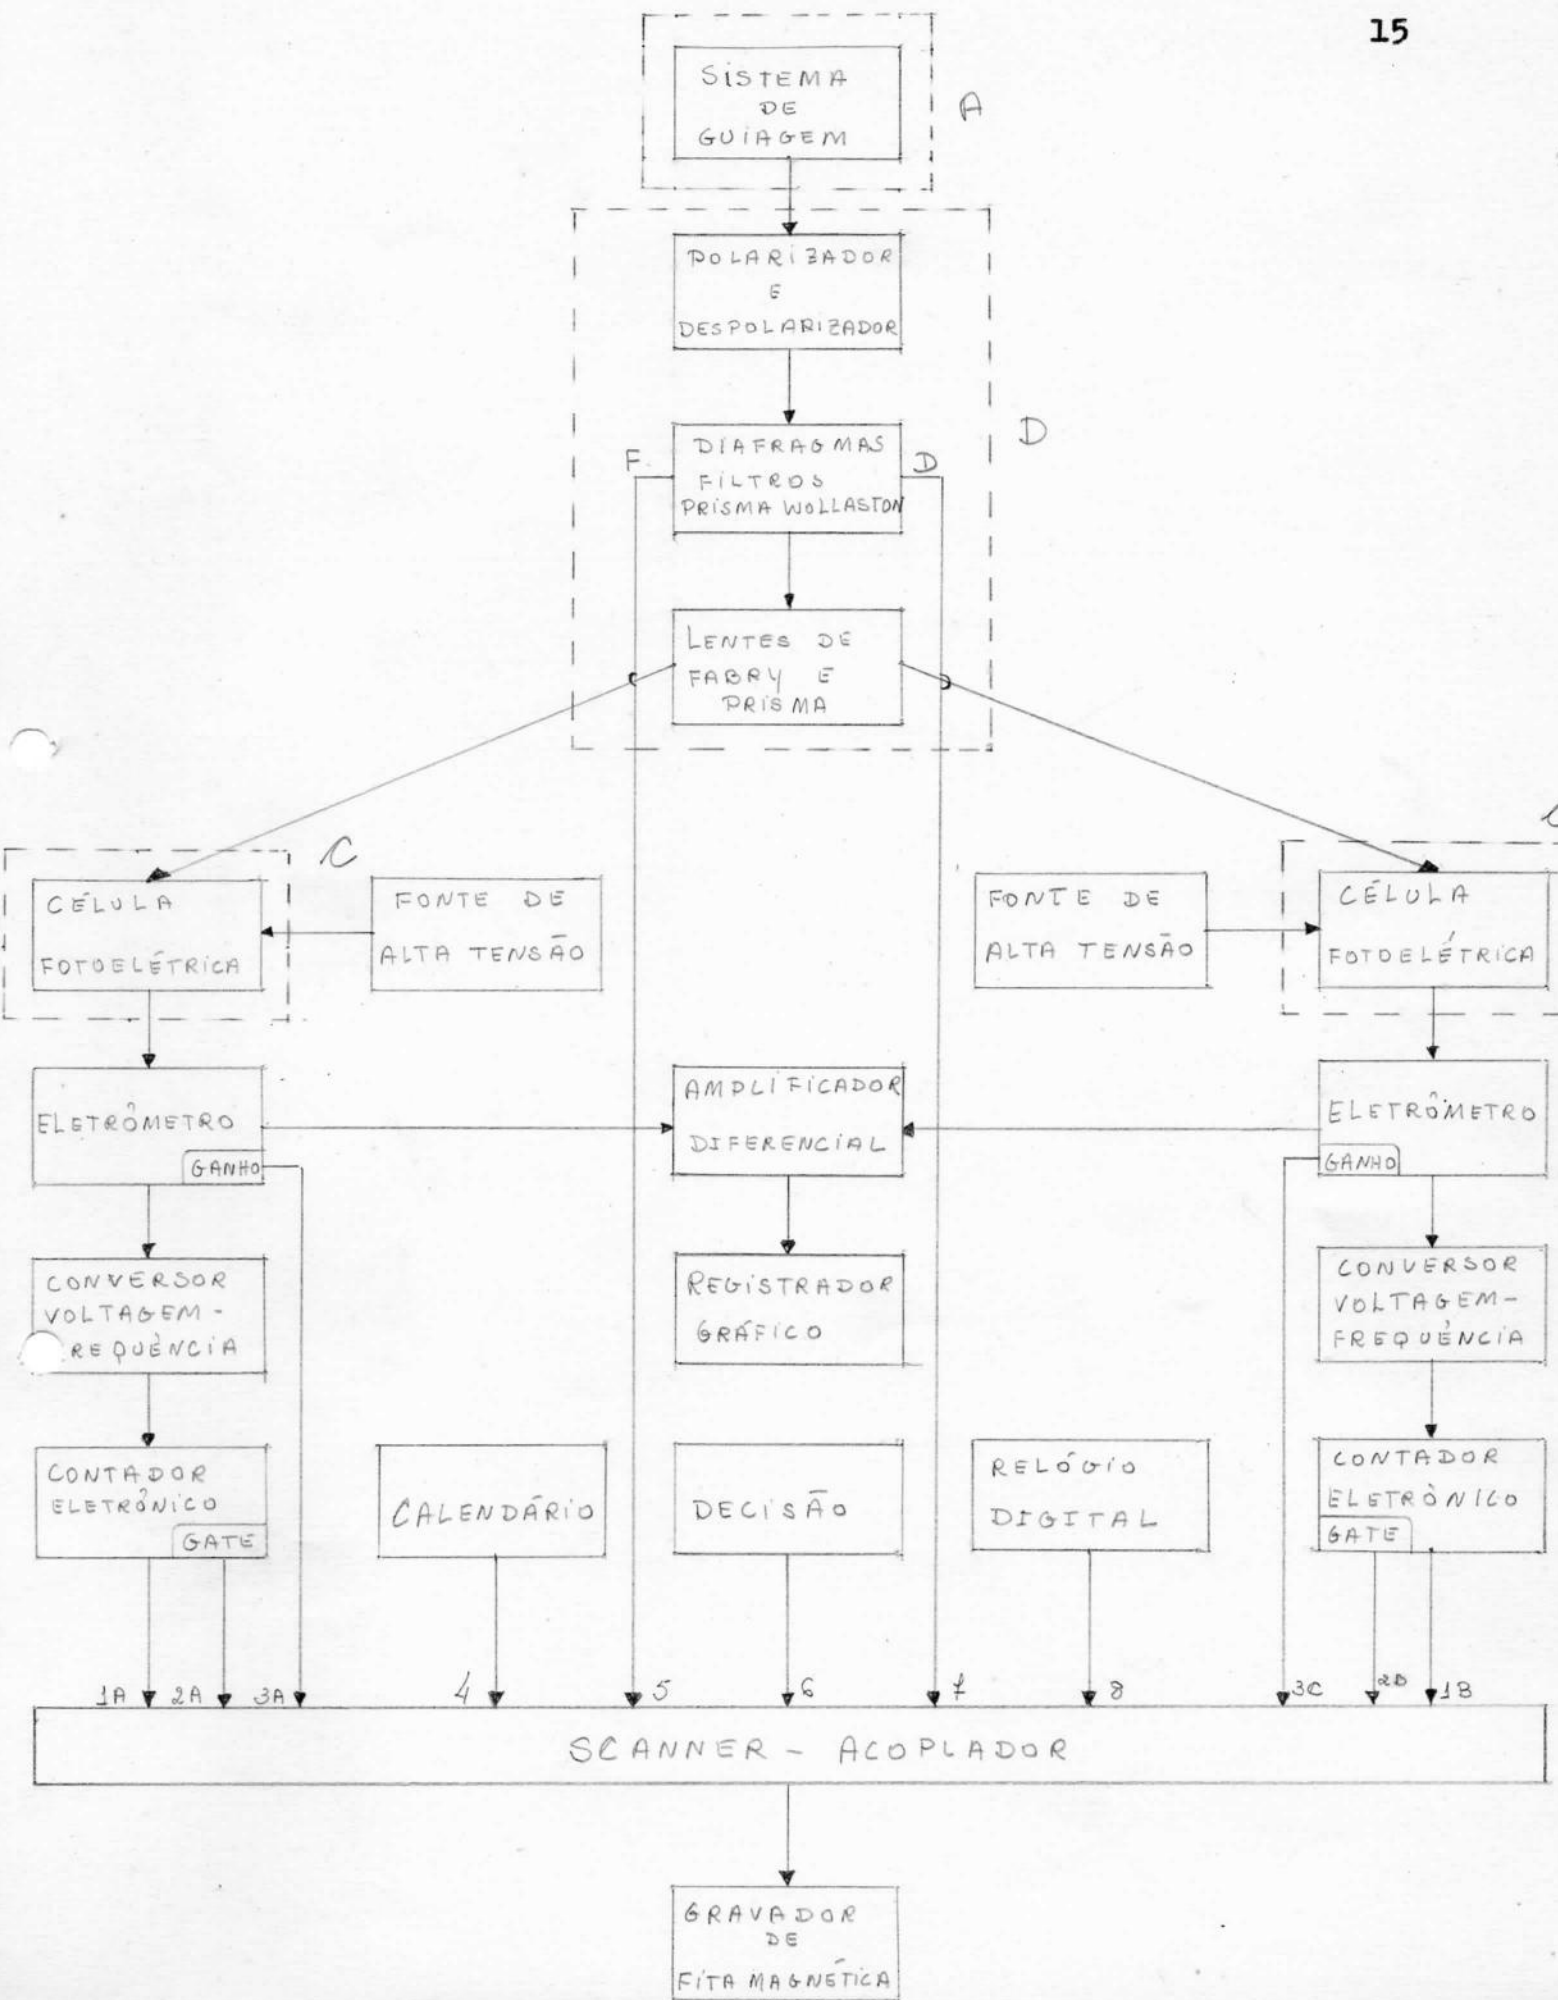 15
SISTEMA
DE
GUIAGEM
A
POLARIZADOR
E
DESPOLARIZADOR
D
F.
DIAFRAGMAS
FILTROS
PRISMA WOLLASTON
D
LENTES DE
FABRY E
PRISMA
C
CÉLULA
FOTOELÉTRICA
FONTE DE
ALTA TENSÃO
FONTE DE
ALTA TENSÃO
CÉLULA
FOTOELÉTRICA
ELETRÔMETRO
GANHO
AMPLIFICADOR
DIFERENCIAL
ELETRÔMETRO
GANHO
CONVERSOR
VOLTAGEM -
REQUÊNCIA
REGISTRADOR
GRÁFICO
CONVERSOR
VOLTAGEM-
FREQUÊNCIA
CONTADOR
ELETRÔNICO
GATE
CALENDÁRIO
DECISÃO
RELÓGIO
DIGITAL
CONTADOR
ELETRÔNICO
GATE
1A 2A 3A 4 5 6 7 8 3C 2B 1B
SCANNER - ACOPLADOR
GRAVADOR
DE
FITA MAGNÉTICA